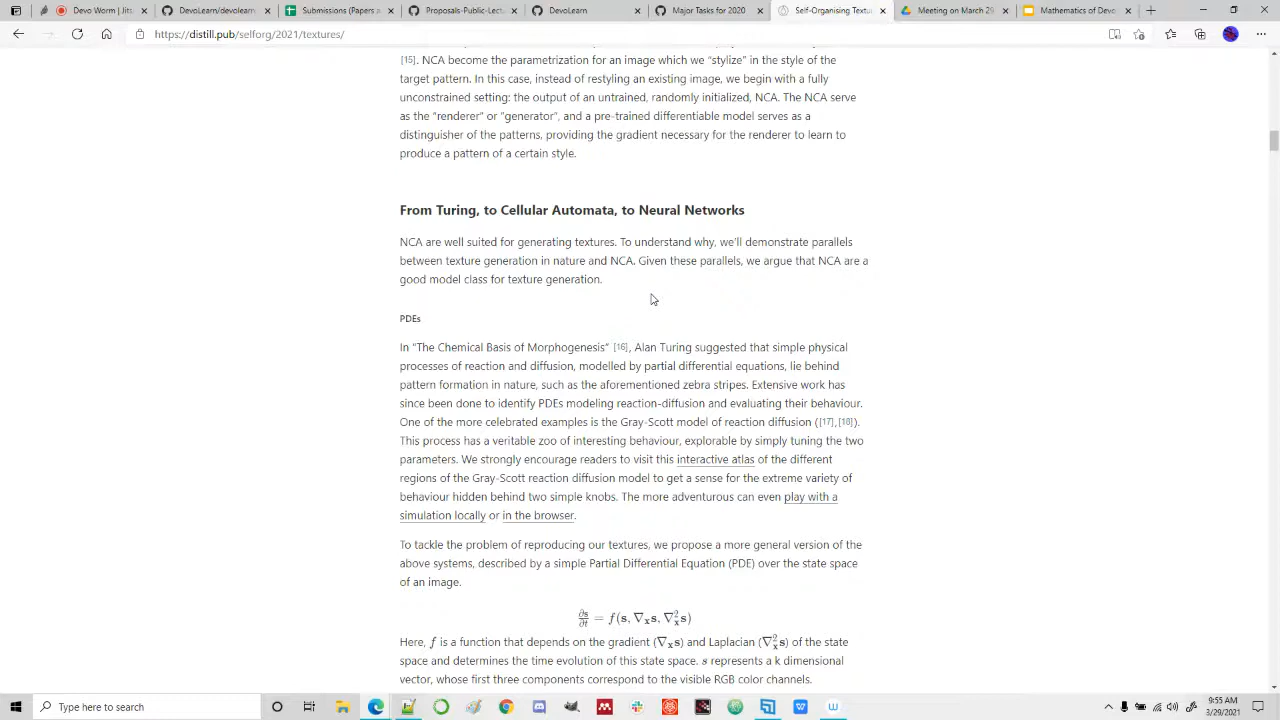 Devo Worm | Jits
DevoLearn/devolearn
Submissions (Papers a
Proposals-Public-Lectu
DevoLearn
Major Tasks for 2020
Self-Organising Textur
Meeting on March 29
Mathematics of Devo
https://distill.pub/selforg/2021/textures/
[15]. NCA become the parametrization for an image which we “stylize” in the style of the
target pattern. In this case, instead of restyling an existing image, we begin with a fully
unconstrained setting: the output of an untrained, randomly initialized, NCA. The NCA serve
as the “renderer” or “generator”, and a pre-trained differentiable model serves as a
distinguisher of the patterns, providing the gradient necessary for the renderer to learn to
produce a pattern of a certain style.
From Turing, to Cellular Automata, to Neural Networks
NCA are well suited for generating textures. To understand why, we’ll demonstrate parallels
between texture generation in nature and NCA. Given these parallels, we argue that NCA are a
good model class for texture generation.
PDEs
In “The Chemical Basis of Morphogenesis” [16], Alan Turing suggested that simple physical
processes of reaction and diffusion, modelled by partial differential equations, lie behind
pattern formation in nature, such as the aforementioned zebra stripes. Extensive work has
since been done to identify PDEs modeling reaction-diffusion and evaluating their behaviour.
One of the more celebrated examples is the Gray-Scott model of reaction diffusion ([17],[18]).
This process has a veritable zoo of interesting behaviour, explorable by simply tuning the two
parameters. We strongly encourage readers to visit this interactive atlas of the different
regions of the Gray-Scott reaction diffusion model to get a sense for the extreme variety of
behaviour hidden behind two simple knobs. The more adventurous can even play with a
simulation locally or in the browser.
To tackle the problem of reproducing our textures, we propose a more general version of the
above systems, described by a simple Partial Differential Equation (PDE) over the state space
of an image.
∂s/∂t = f(s, ∇ₓs, ∇ₓ²s)
Here, f is a function that depends on the gradient (∇ₓs) and Laplacian (∇ₓ²s) of the state
space and determines the time evolution of this state space. s represents a k dimensional
vector, whose first three components correspond to the visible RGB color channels.
Type here to search
9:55 AM
3/29/2021